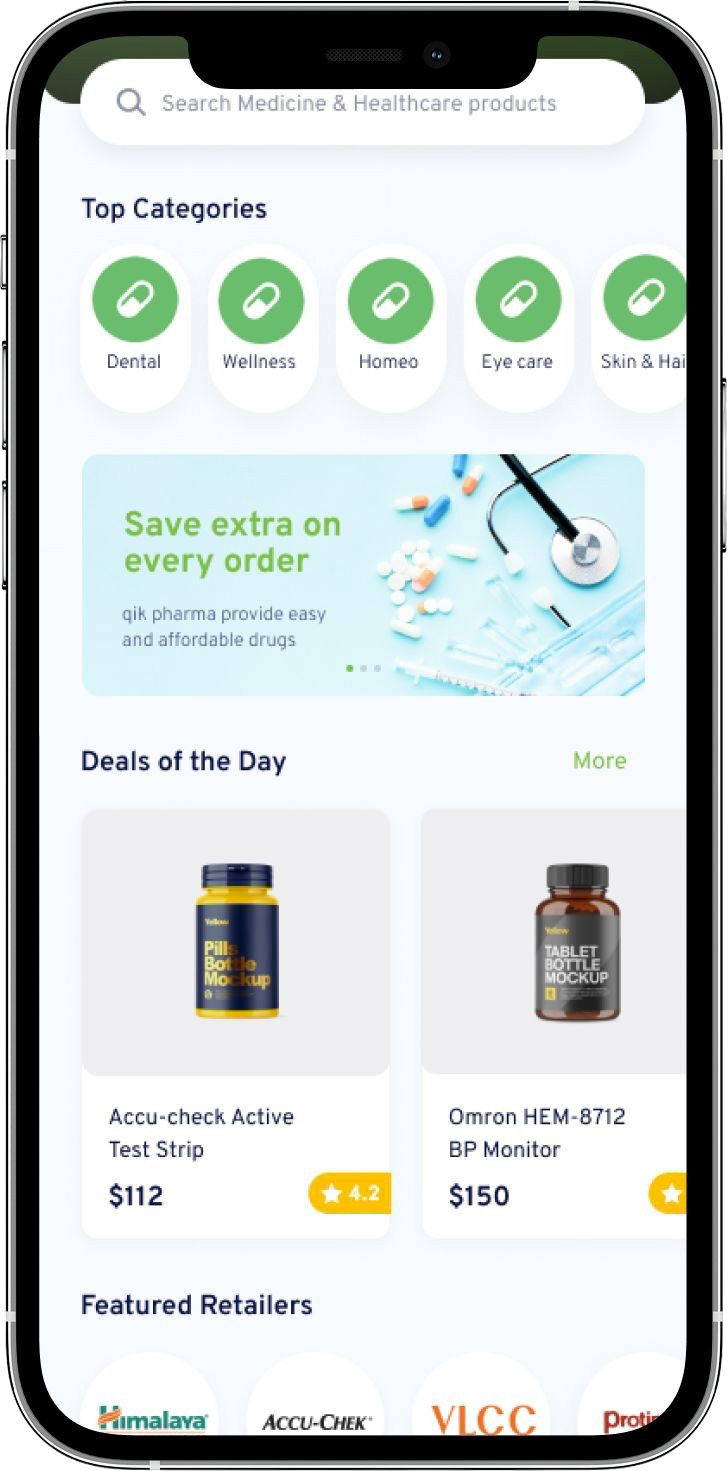 Search Medicine & Healthcare products
Top Categories
Dental
Wellness
Homeo
Eye care
Skin & Hai
Save extra on
every order
qik pharma provide easy
and affordable drugs
Deals of the Day
More
Yellow
Pills
Bottle
Mockup
Yellow
TABLET
BOTTLE
MOCKUP
Accu-check Active
Test Strip
$112
4.2
Omron HEM-8712
BP Monitor
$150
Featured Retailers
Himalaya
ACCU-CHEK
VLCC
Protin